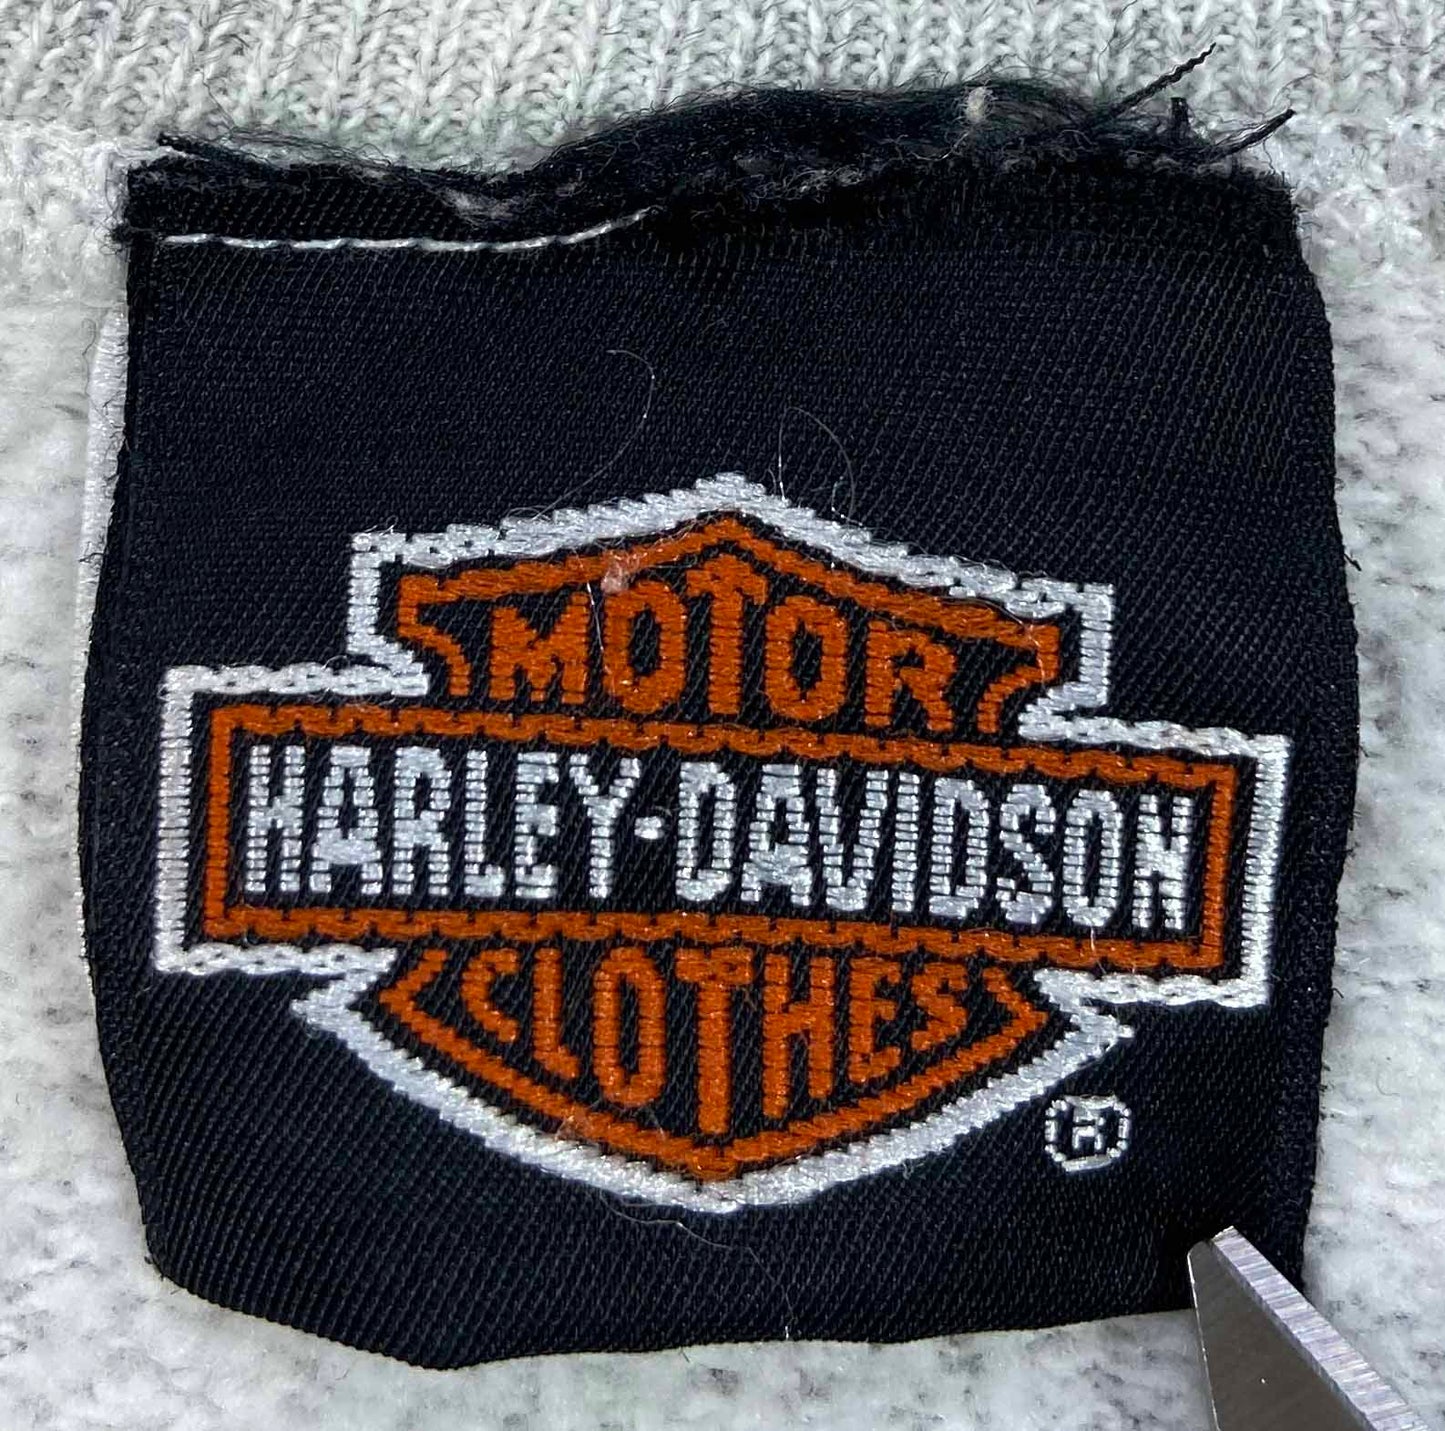 MOTOR
HARLEY-DAVIDSON
CLOTHES
®